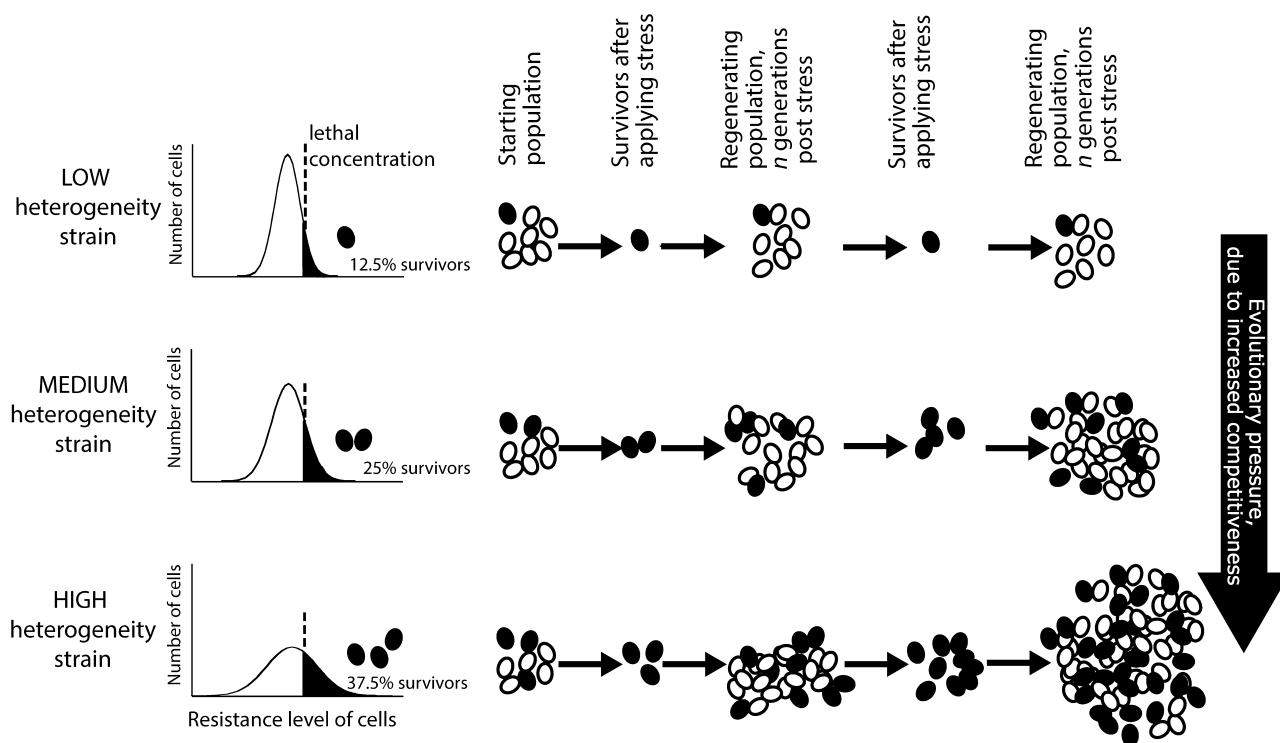 Starting
population
Survivors after
applying stress
Regenerating
population,
n generations
post stress
Survivors after
applying stress
Regenerating
population,
n generations
post stress
LOW
heterogeneity
strain
Number of cells
lethal
concentration
12.5% survivors
MEDIUM
heterogeneity
strain
Number of cells
25% survivors
HIGH
heterogeneity
strain
Number of cells
37.5% survivors
Resistance level of cells
Evolutionary pressure,
due to increased competitiveness